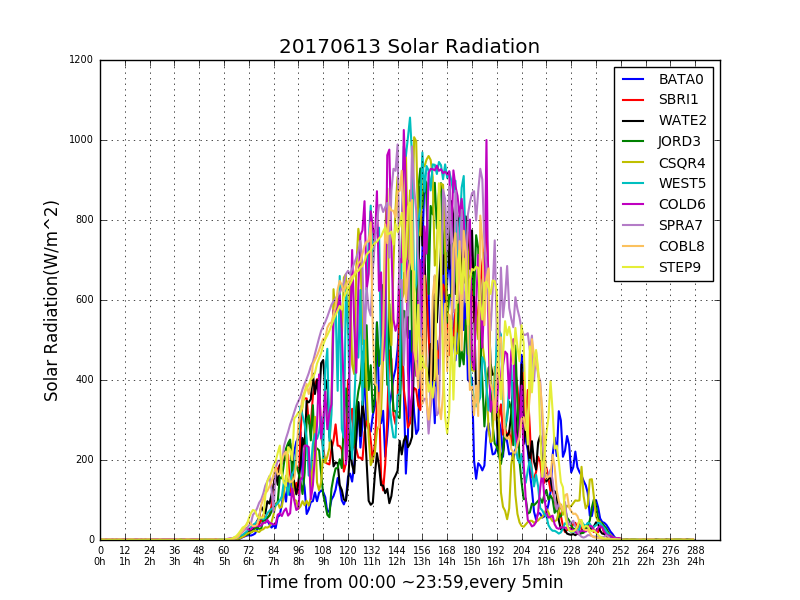 20170613 Solar Radiation
1200
1000
800
600
400
200
0
Solar Radiation(W/m^2)
BATA0
SBRI1
WATE2
JORD3
CSQR4
WEST5
COLD6
SPRA7
COBL8
STEP9
0 12 24 36 48 60 72 84 96 108 120 132 144 156 168 180 192 204 216 228 240 252 264 276 288
0h 1h 2h 3h 4h 5h 6h 7h 8h 9h 10h 11h 12h 13h 14h 15h 16h 17h 18h 19h 20h 21h 22h 23h 24h
Time from 00:00 ~23:59,every 5min